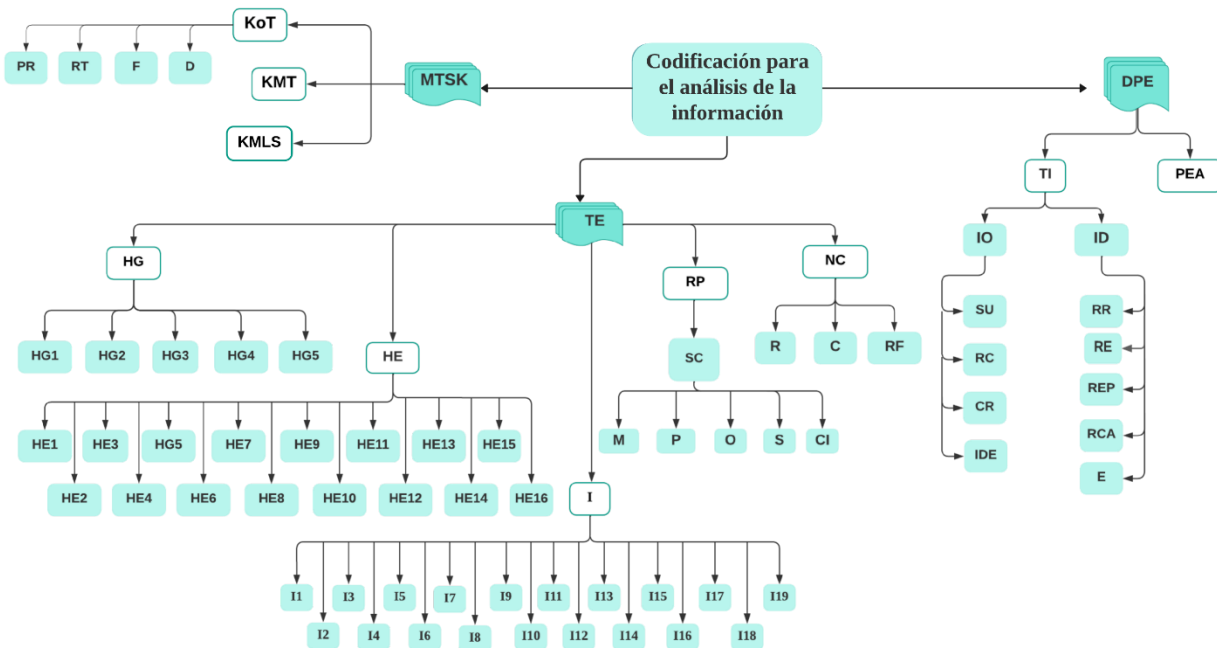 KoT
PR
RT
F
D
KMT
MTSK
KMLS
Codificación para
el análisis de la
información
DPE
TI
PEA
IO
ID
SU
RC
CR
IDE
RR
RE
REP
RCA
E
TE
HG
HG1
HG2
HG3
HG4
HG5
HE
HE1
HE3
HG5
HE7
HE9
HE11
HE13
HE15
HE2
HE4
HE6
HE8
HE10
HE12
HE14
HE16
RP
SC
M
P
O
S
CI
NC
R
C
RF
I
I1
I3
I5
I7
I9
I11
I13
I15
I17
I19
I2
I4
I6
I8
I10
I12
I14
I16
I18